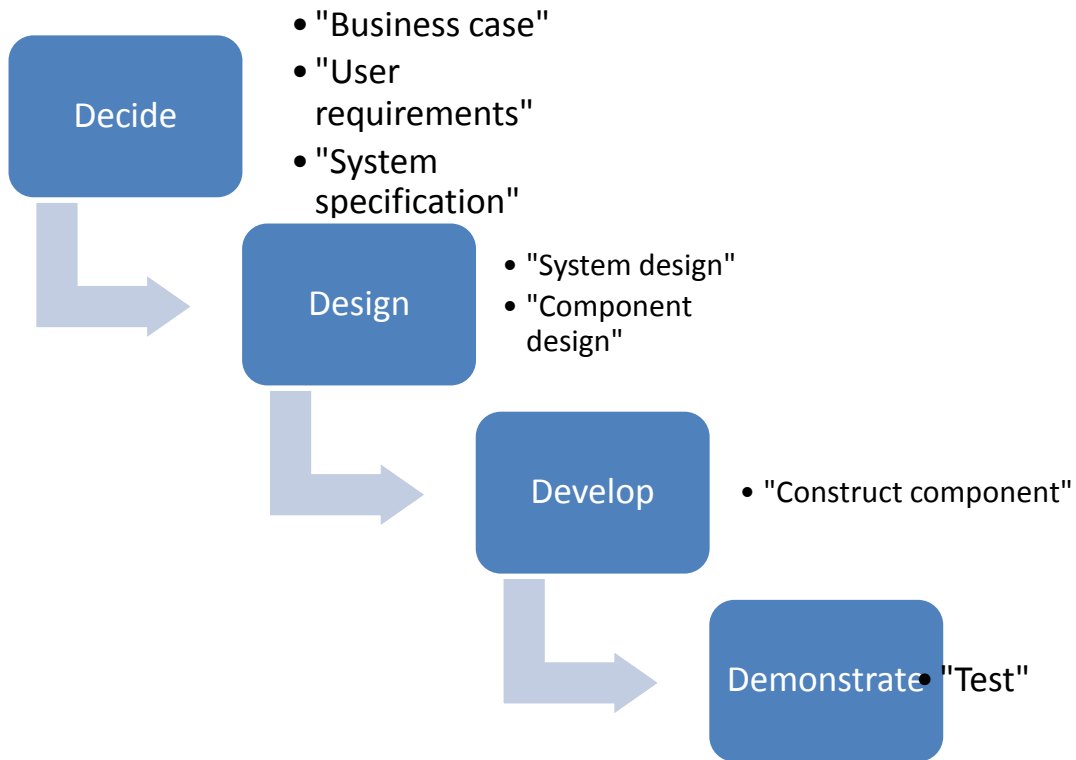 Decide
• "Business case"
• "User
requirements"
• "System
specification"
Design
• "System design"
• "Component
design"
Develop
• "Construct component"
Demonstrate
• "Test"